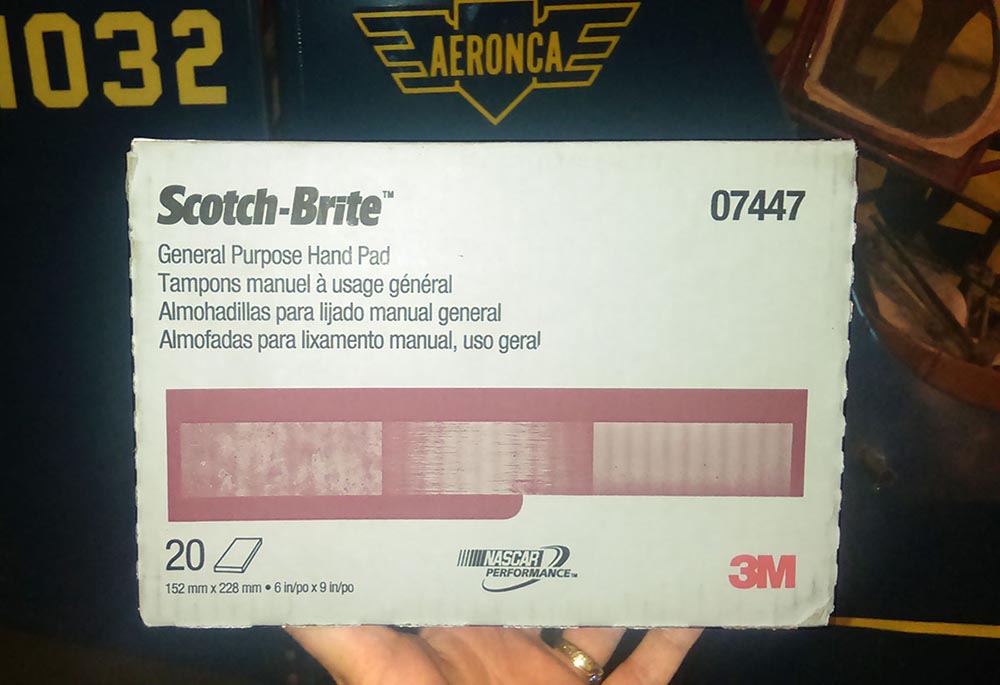 1032
AERONCA
Scotch-Brite™
07447
General Purpose Hand Pad
Tampons manuel à usage général
Almohadillas para lijado manual general
Almofadas para lixamento manual, uso geral
20
152 mm x 228 mm • 6 in/po x 9 in/po
NASCAR
PERFORMANCE™
3M